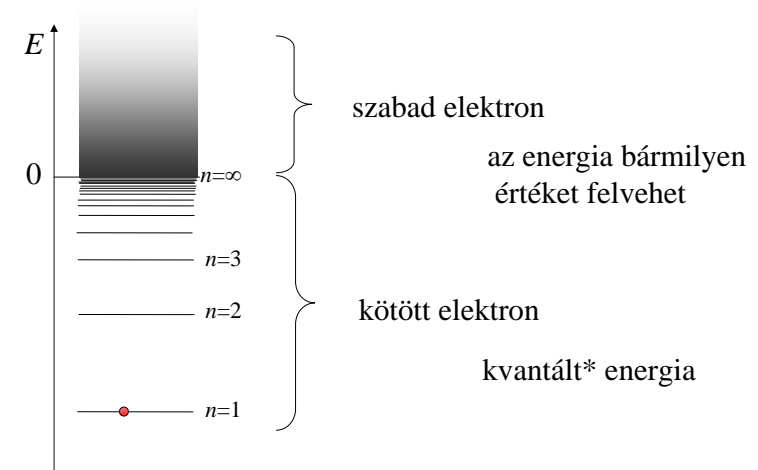 E
szabad elektron
az energia bármilyen
értéket felvehet
0
n=∞
n=3
n=2
kötött elektron
kvantált* energia
n=1